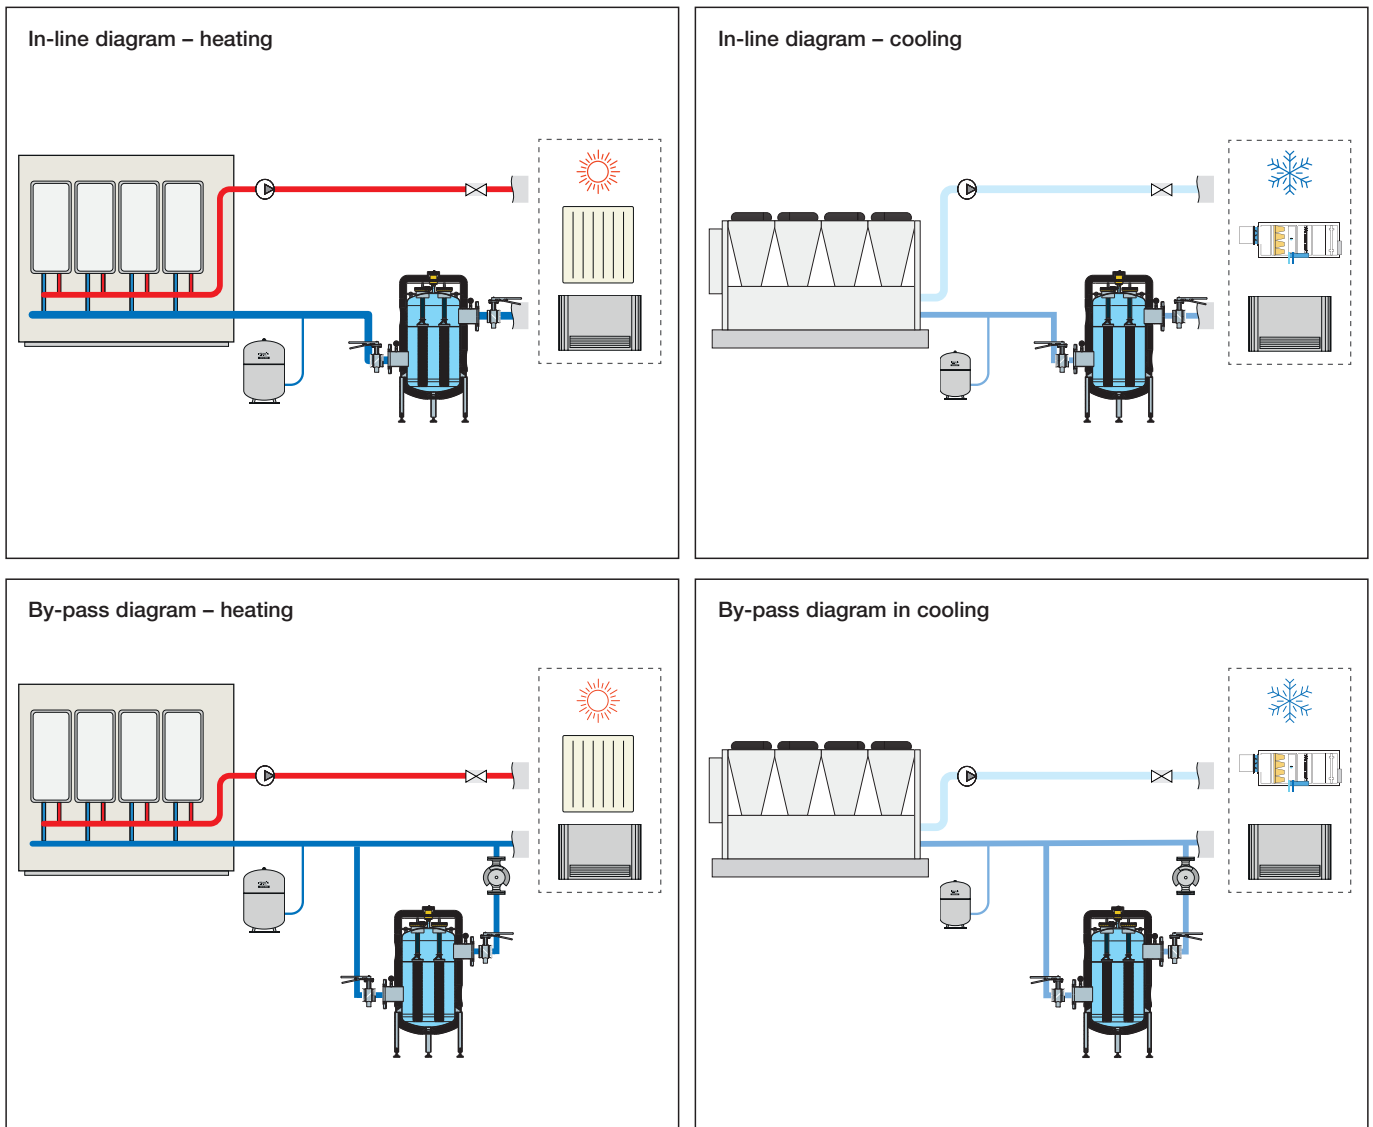 In-line diagram – heating
In-line diagram – cooling
By-pass diagram – heating
By-pass diagram in cooling